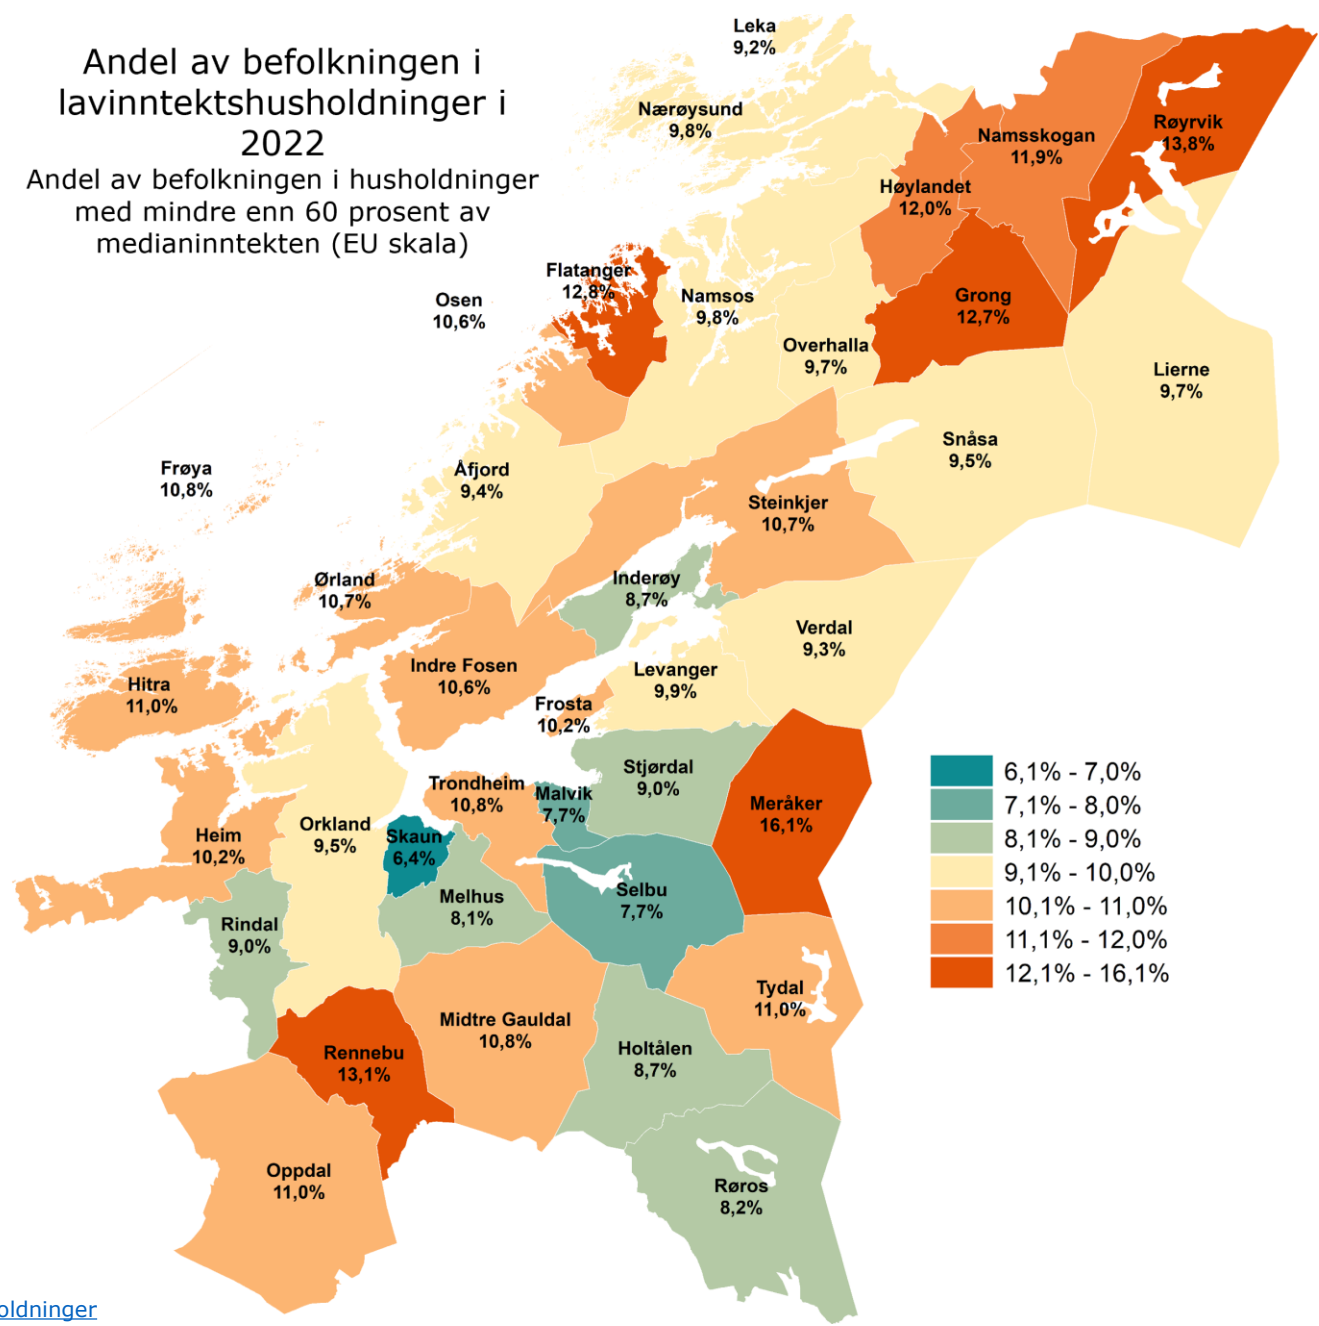 Andel av befolkningen i
lavinntektshusholdninger i
2022
Andel av befolkningen i husholdninger
med mindre enn 60 prosent av
medianinntekten (EU skala)
Leka
9,2%
Nærøysund
9,8%
Namsskogan
11,9%
Røyrvik
13,8%
Høylandet
12,0%
Flatanger
12,8%
Osen
10,6%
Namsos
9,8%
Grong
12,7%
Overhalla
9,7%
Lierne
9,7%
Snåsa
9,5%
Frøya
10,8%
Åfjord
9,4%
Steinkjer
10,7%
Ørland
10,7%
Inderøy
8,7%
Verdal
9,3%
Indre Fosen
10,6%
Levanger
9,9%
Hitra
11,0%
Frosta
10,2%
Stjørdal
9,0%
Trondheim
10,8%
Malvik
7,7%
Meråker
16,1%
Heim
10,2%
Orkland
9,5%
Skaun
6,4%
Melhus
8,1%
Selbu
7,7%
Rindal
9,0%
Tydal
11,0%
Midtre Gauldal
10,8%
Rennebu
13,1%
Holtålen
8,7%
Oppdal
11,0%
Røros
8,2%
6,1% - 7,0%
7,1% - 8,0%
8,1% - 9,0%
9,1% - 10,0%
10,1% - 11,0%
11,1% - 12,0%
12,1% - 16,1%
oldninger